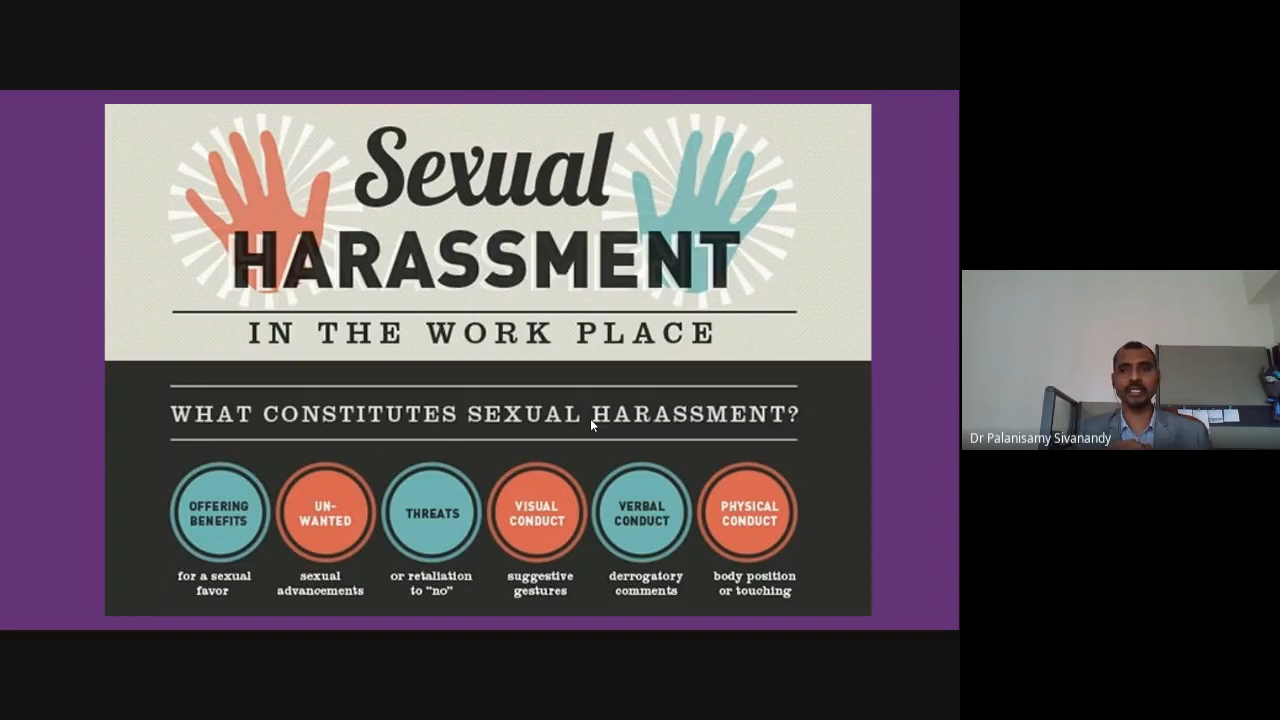 Sexual
HARASSMENT
IN THE WORK PLACE
WHAT CONSTITUTES SEXUAL HARASSMENT?
OFFERING
BENEFITS
for a sexual
favor
UN-
WANTED
sexual
advancements
THREATS
or retaliation
to "no"
VISUAL
CONDUCT
suggestive
gestures
VERBAL
CONDUCT
derrogatory
comments
PHYSICAL
CONDUCT
body position
or touching
Dr Palanisamy Sivanandy